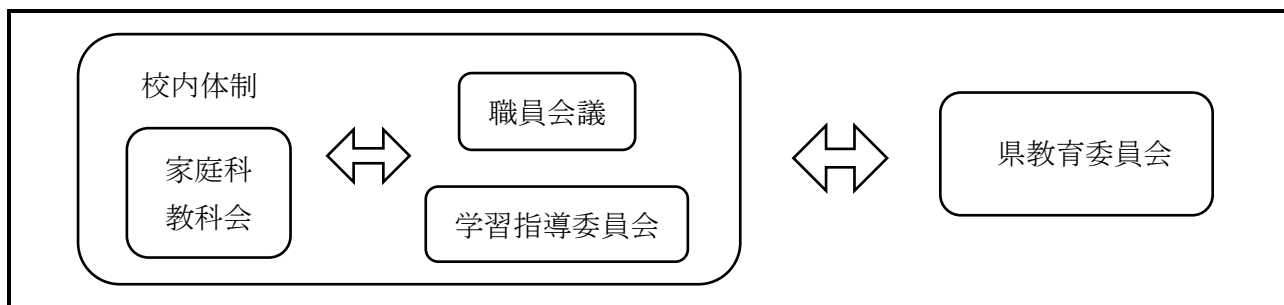 校内体制
家庭科
教科会
職員会議
学習指導委員会
県教育委員会